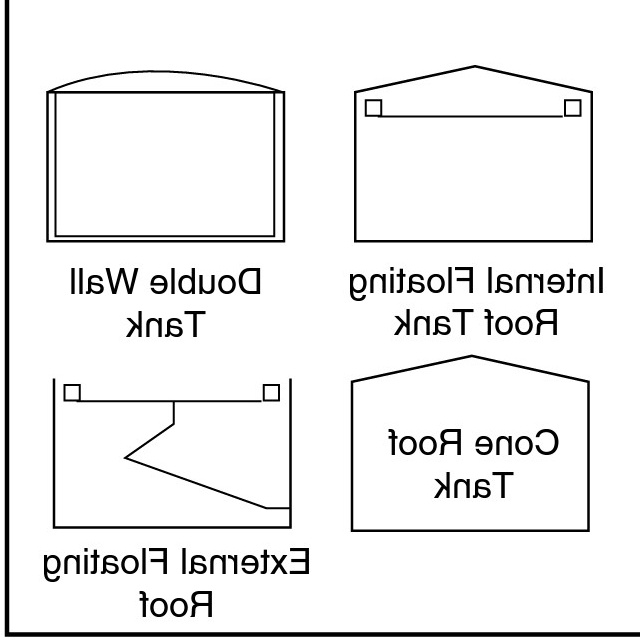 Double Wall
Tank
Internal Floating
Roof Tank
External Floating
Roof
Cone Roof
Tank